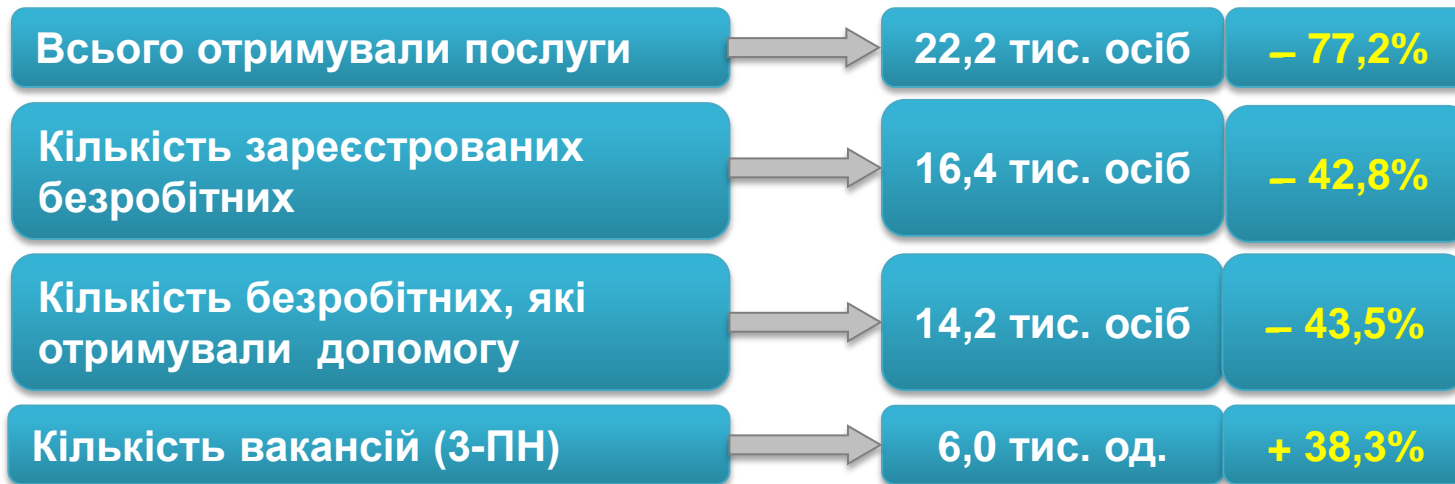 Всього отримували послуги 22,2 тис. осіб – 77,2%
Кількість зареєстрованих
безробітних 16,4 тис. осіб – 42,8%
Кількість безробітних, які
отримували допомогу 14,2 тис. осіб – 43,5%
Кількість вакансій (3-ПН) 6,0 тис. од. + 38,3%